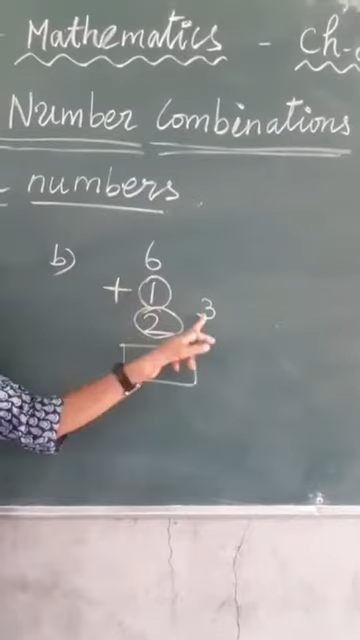 Mathematics - Ch-
Number Combinations
numbers
b) 6
+ 1
2 3